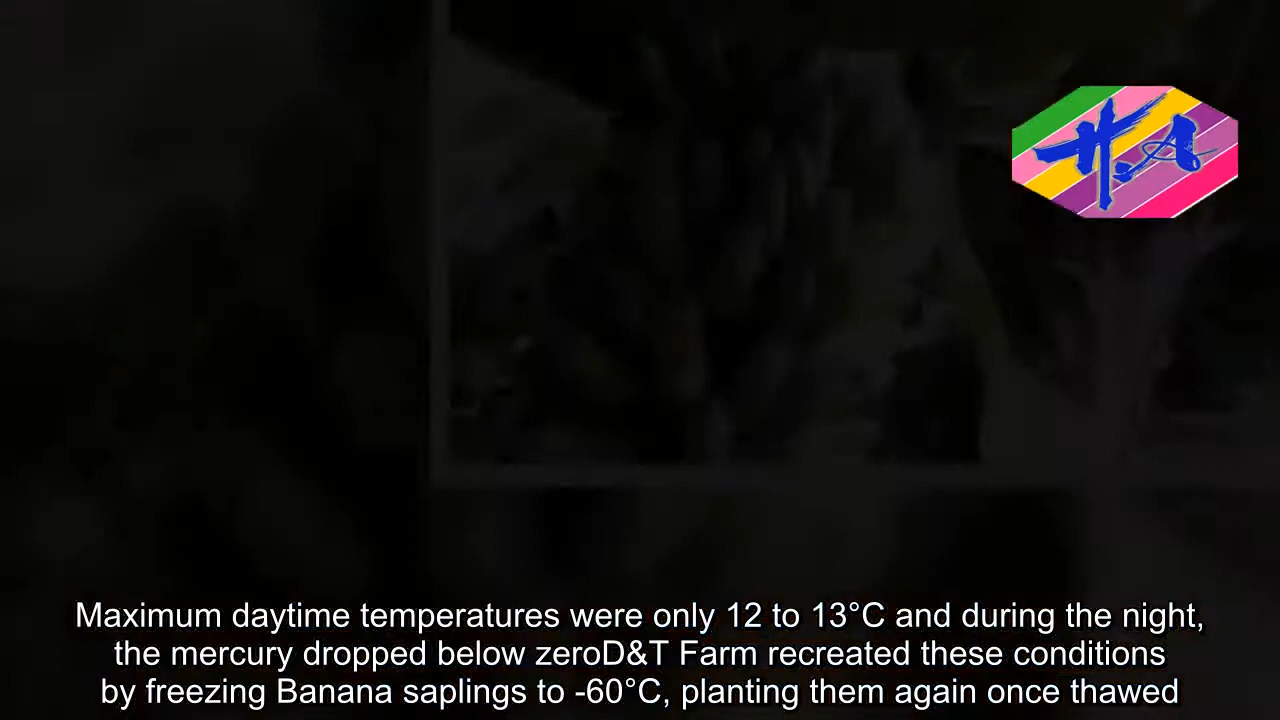 H.A
Maximum daytime temperatures were only 12 to 13°C and during the night,
the mercury dropped below zeroD&T Farm recreated these conditions
by freezing Banana saplings to -60°C, planting them again once thawed